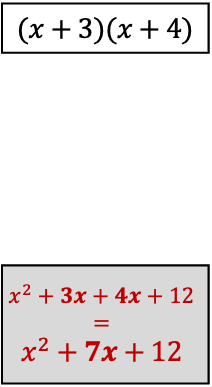 (x + 3)(x + 4)
x² + 3x + 4x + 12
=
x² + 7x + 12